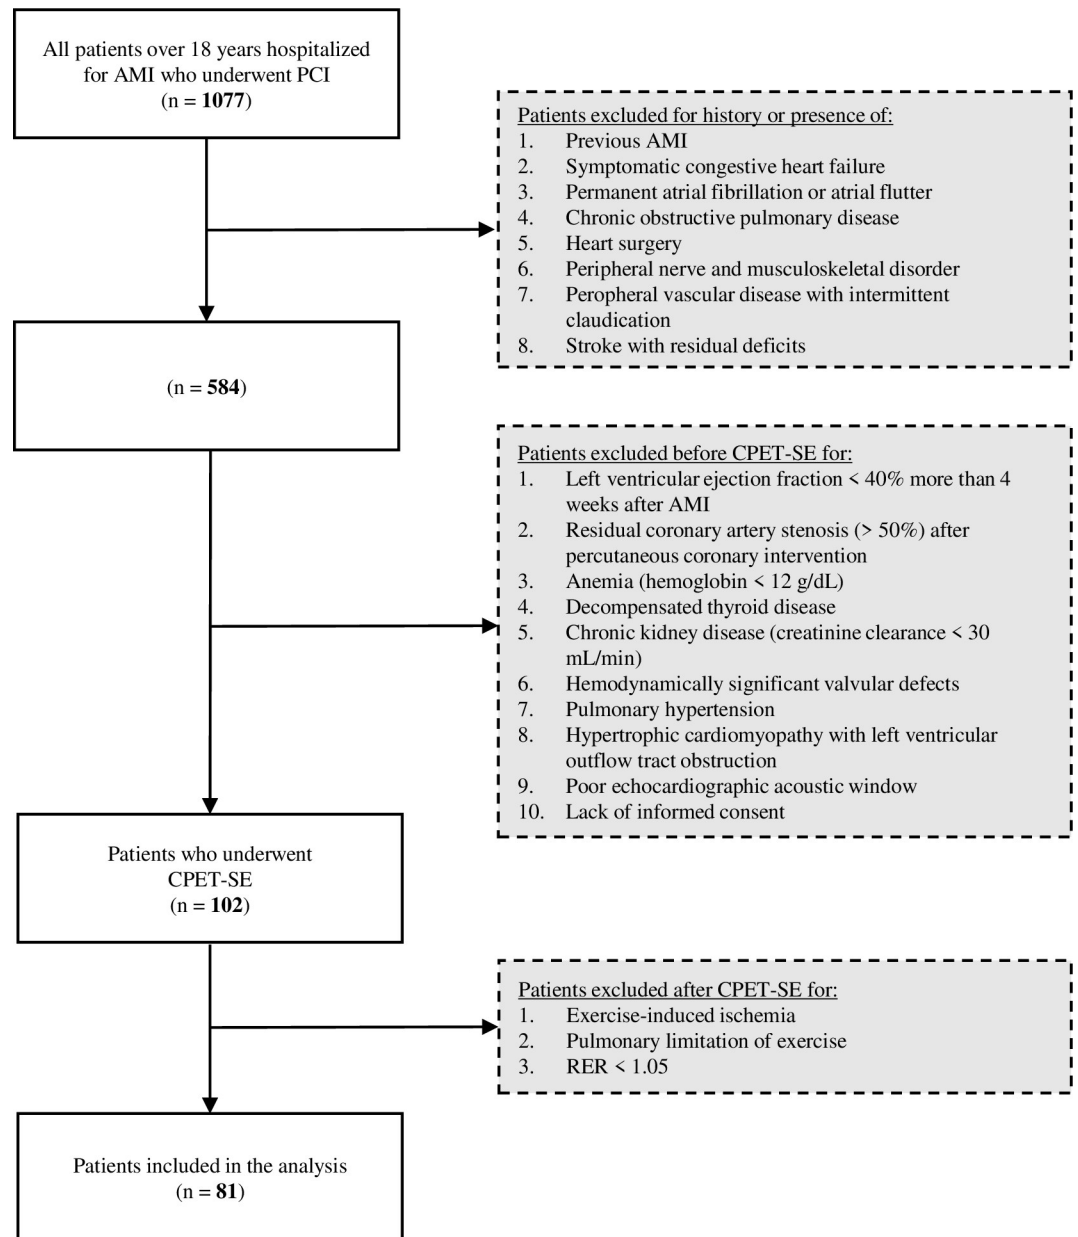 All patients over 18 years hospitalized
for AMI who underwent PCI
(n = 1077)
Patients excluded for history or presence of:
1. Previous AMI
2. Symptomatic congestive heart failure
3. Permanent atrial fibrillation or atrial flutter
4. Chronic obstructive pulmonary disease
5. Heart surgery
6. Peripheral nerve and musculoskeletal disorder
7. Peropheral vascular disease with intermittent
claudication
8. Stroke with residual deficits
(n = 584)
Patients excluded before CPET-SE for:
1. Left ventricular ejection fraction < 40% more than 4
weeks after AMI
2. Residual coronary artery stenosis (> 50%) after
percutaneous coronary intervention
3. Anemia (hemoglobin < 12 g/dL)
4. Decompensated thyroid disease
5. Chronic kidney disease (creatinine clearance < 30
mL/min)
6. Hemodynamically significant valvular defects
7. Pulmonary hypertension
8. Hypertrophic cardiomyopathy with left ventricular
outflow tract obstruction
9. Poor echocardiographic acoustic window
10. Lack of informed consent
Patients who underwent
CPET-SE
(n = 102)
Patients excluded after CPET-SE for:
1. Exercise-induced ischemia
2. Pulmonary limitation of exercise
3. RER < 1.05
Patients included in the analysis
(n = 81)